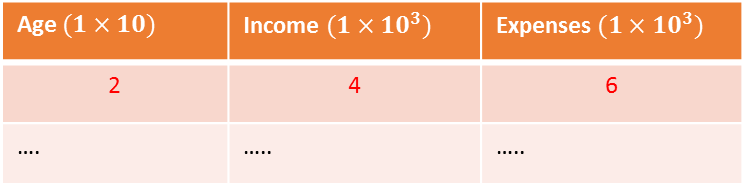 Age (1 × 10) Income (1 × 10³) Expenses (1 × 10³)
2 4 6
.... ..... .....